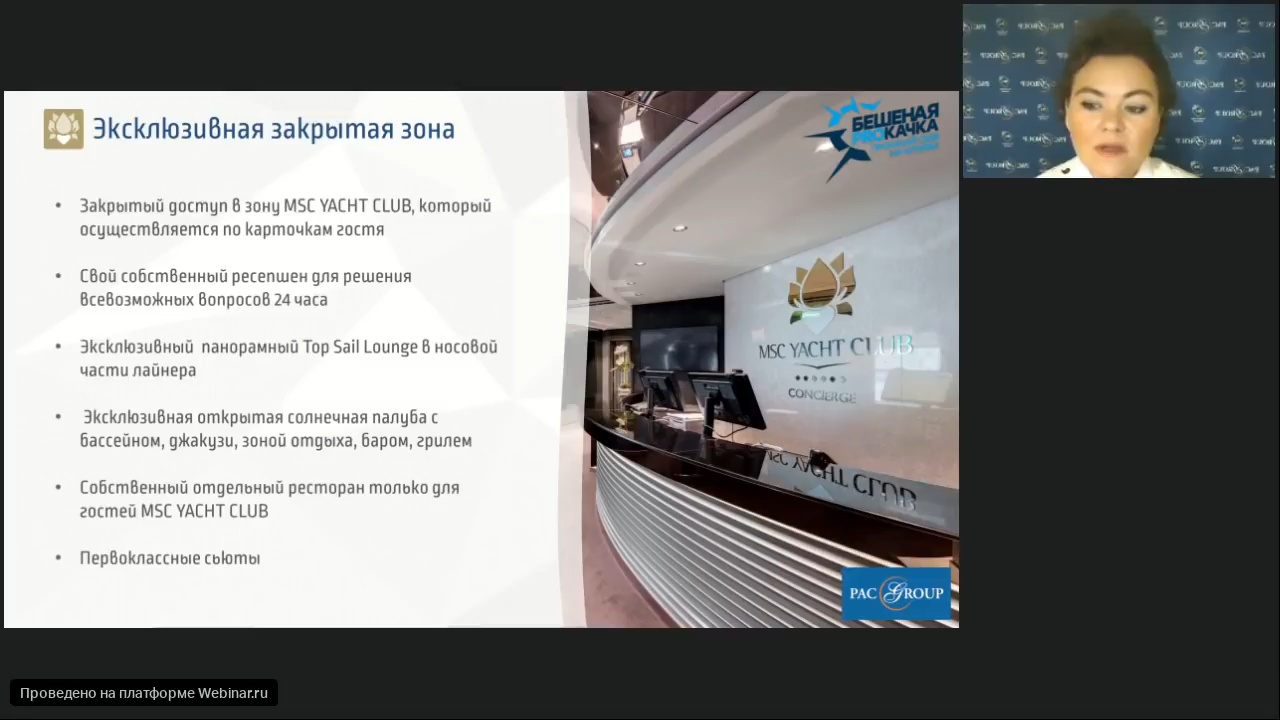 Эксклюзивная закрытая зона
• Закрытый доступ в зону MSC YACHT CLUB, который
осуществляется по карточкам гостя
• Свой собственный ресепшен для решения
всевозможных вопросов 24 часа
• Эксклюзивный панорамный Top Sail Lounge в носовой
части лайнера
• Эксклюзивная открытая солнечная палуба с
бассейном, джакузи, зоной отдыха, баром, грилем
• Собственный отдельный ресторан только для
гостей MSC YACHT CLUB
• Первоклассные сьюты
БЕШЕНАЯ
PROКАЧКА
MSC YACHT CLUB
CONCIERGE
MSC YACHT CLUB
PAC GROUP
Проведено на платформе Webinar.ru